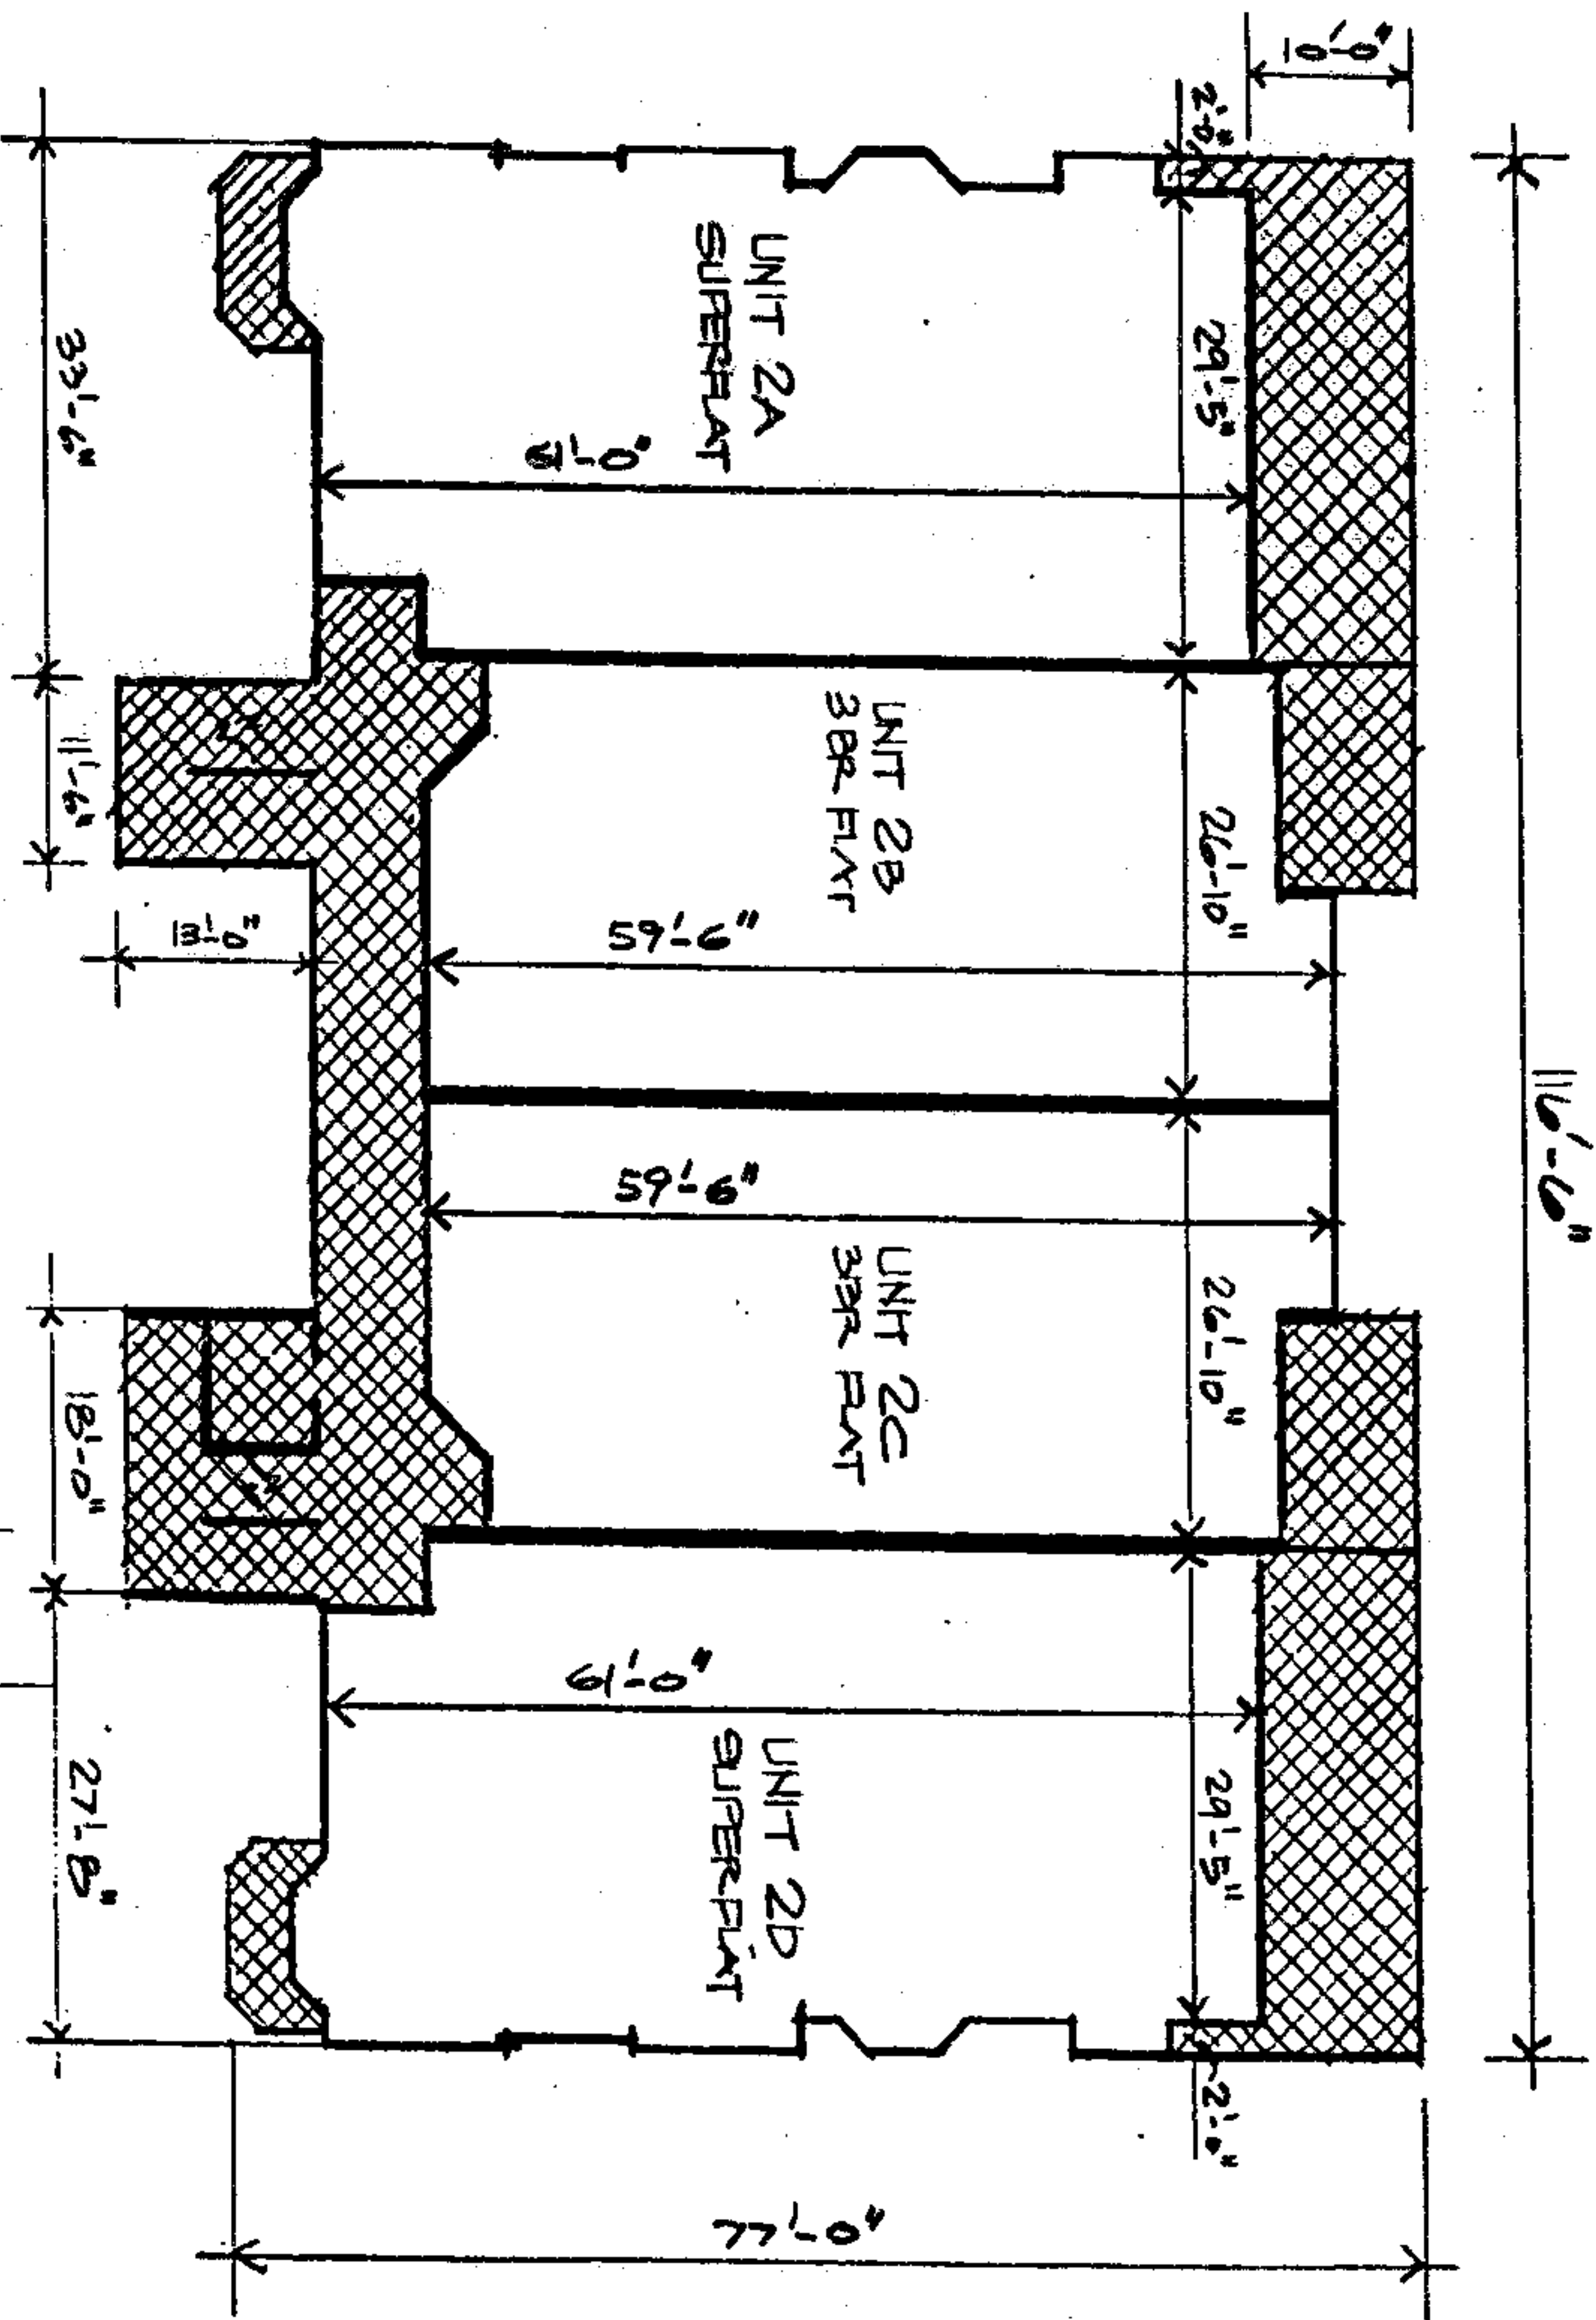 116'-6"
10'-0"
2'-0"
29'-5"
26'-10"
26'-10"
29'-5"
2'-0"
UNIT 2A
SUPERFLAT
61'-0"
UNIT 2B
3BR FLAT
59'-6"
59'-6"
UNIT 2C
3BR FLAT
61'-0"
UNIT 2D
SUPERFLAT
77'-0"
13'-0"
33'-6"
11'-6"
18'-0"
27'-8"